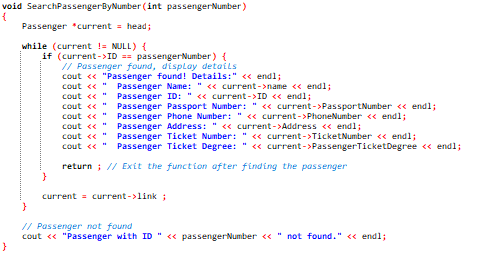 void SearchPassengerByNumber(int passengerNumber)
{
    Passenger *current = head;

    while (current != NULL) {
        if (current->ID == passengerNumber) {
            // Passenger found, display details
            cout << "Passenger found! Details:" << endl;
            cout << "  Passenger Name: " << current->name << endl;
            cout << "  Passenger ID: " << current->ID << endl;
            cout << "  Passenger Passport Number: " << current->PassportNumber << endl;
            cout << "  Passenger Phone Number: " << current->PhoneNumber << endl;
            cout << "  Passenger Address: " << current->Address << endl;
            cout << "  Passenger Ticket Number: " << current->TicketNumber << endl;
            cout << "  Passenger Ticket Degree: " << current->PassengerTicketDegree << endl;

            return ; // Exit the function after finding the passenger
        }

        current = current->link ;
    }

    // Passenger not found
    cout << "Passenger with ID " << passengerNumber << " not found." << endl;
}